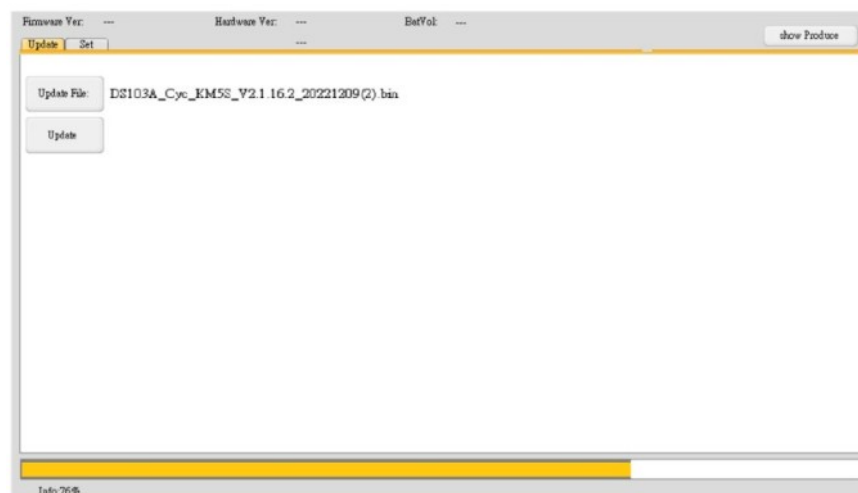 Firmware Ver: --- Hardware Ver: --- BatVol: ---
show Produce
Update Set ---
Update File: DS103A_Cyc_KM5S_V2.1.16.2_20221209(2).bin
Update
Info:76%